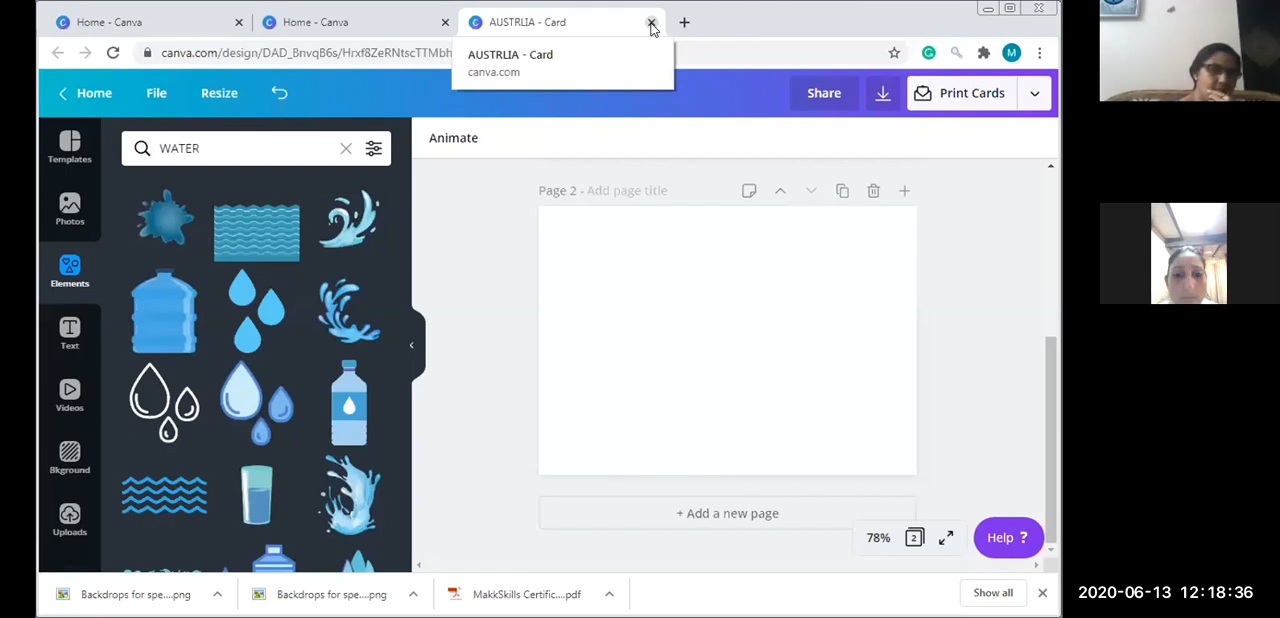 Home - Canva
Home - Canva
AUSTRLIA - Card
canva.com/design/DAD_BnvqB6s/Hrxf8ZeRNtscTTMbh
M
AUSTRLIA - Card
canva.com
Home
File
Resize
Share
Print Cards
Templates
Photos
Elements
Text
Videos
Bkground
Uploads
WATER
Animate
Page 2 - Add page title
+ Add a new page
78%
2
Help ?
Backdrops for spe....png
Backdrops for spe....png
MakkSkills Certific....pdf
Show all
2020-06-13 12:18:36